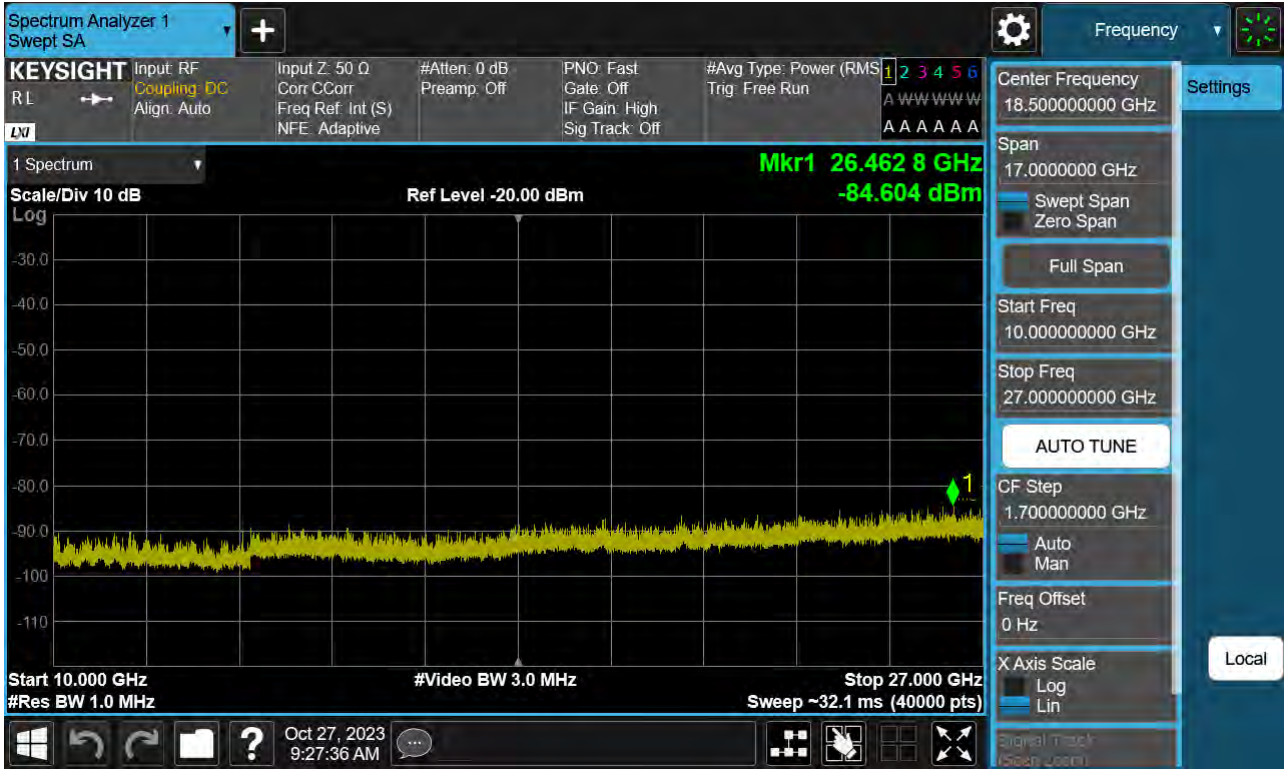 Spectrum Analyzer 1
Swept SA
+
Frequency
KEYSIGHT
RL
LXI
Input: RF
Coupling: DC
Align: Auto
Input Z: 50 Ω
Corr CCorr
Freq Ref: Int (S)
NFE: Adaptive
#Atten: 0 dB
Preamp: Off
PNO: Fast
Gate: Off
IF Gain: High
Sig Track: Off
#Avg Type: Power (RMS
Trig: Free Run
1 2 3 4 5 6
A W W W W W
A A A A A A
1 Spectrum
Mkr1 26.462 8 GHz
-84.604 dBm
Scale/Div 10 dB
Ref Level -20.00 dBm
Log
-30.0
-40.0
-50.0
-60.0
-70.0
-80.0
-90.0
-100
-110
1
Start 10.000 GHz
#Video BW 3.0 MHz
Stop 27.000 GHz
#Res BW 1.0 MHz
Sweep ~32.1 ms (40000 pts)
Center Frequency
18.500000000 GHz
Span
17.0000000 GHz
Swept Span
Zero Span
Full Span
Start Freq
10.000000000 GHz
Stop Freq
27.000000000 GHz
AUTO TUNE
CF Step
1.700000000 GHz
Auto
Man
Freq Offset
0 Hz
X Axis Scale
Log
Lin
Signal Track
(Span Zoom)
Settings
Local
?
Oct 27, 2023
9:27:36 AM